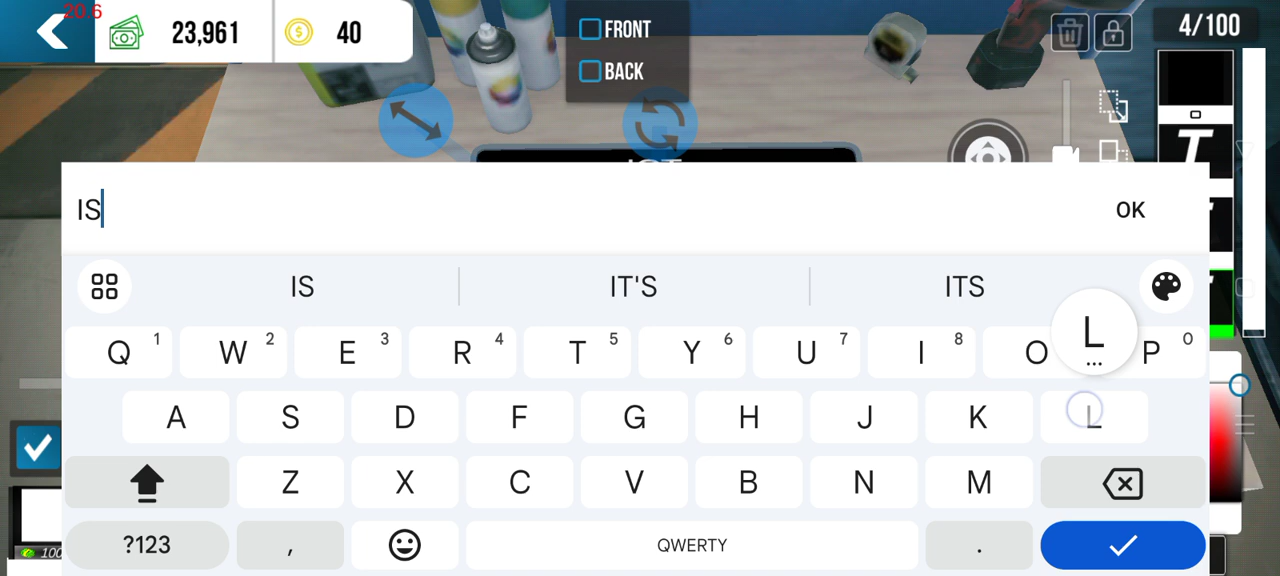 20.6
23,961
40
FRONT
BACK
4/100
T
IS
OK
IS IT'S ITS
L
...
Q 1 W 2 E 3 R 4 T 5 Y 6 U 7 I 8 O P 0
A S D F G H J K L
Z X C V B N M
?123 , QWERTY .
100